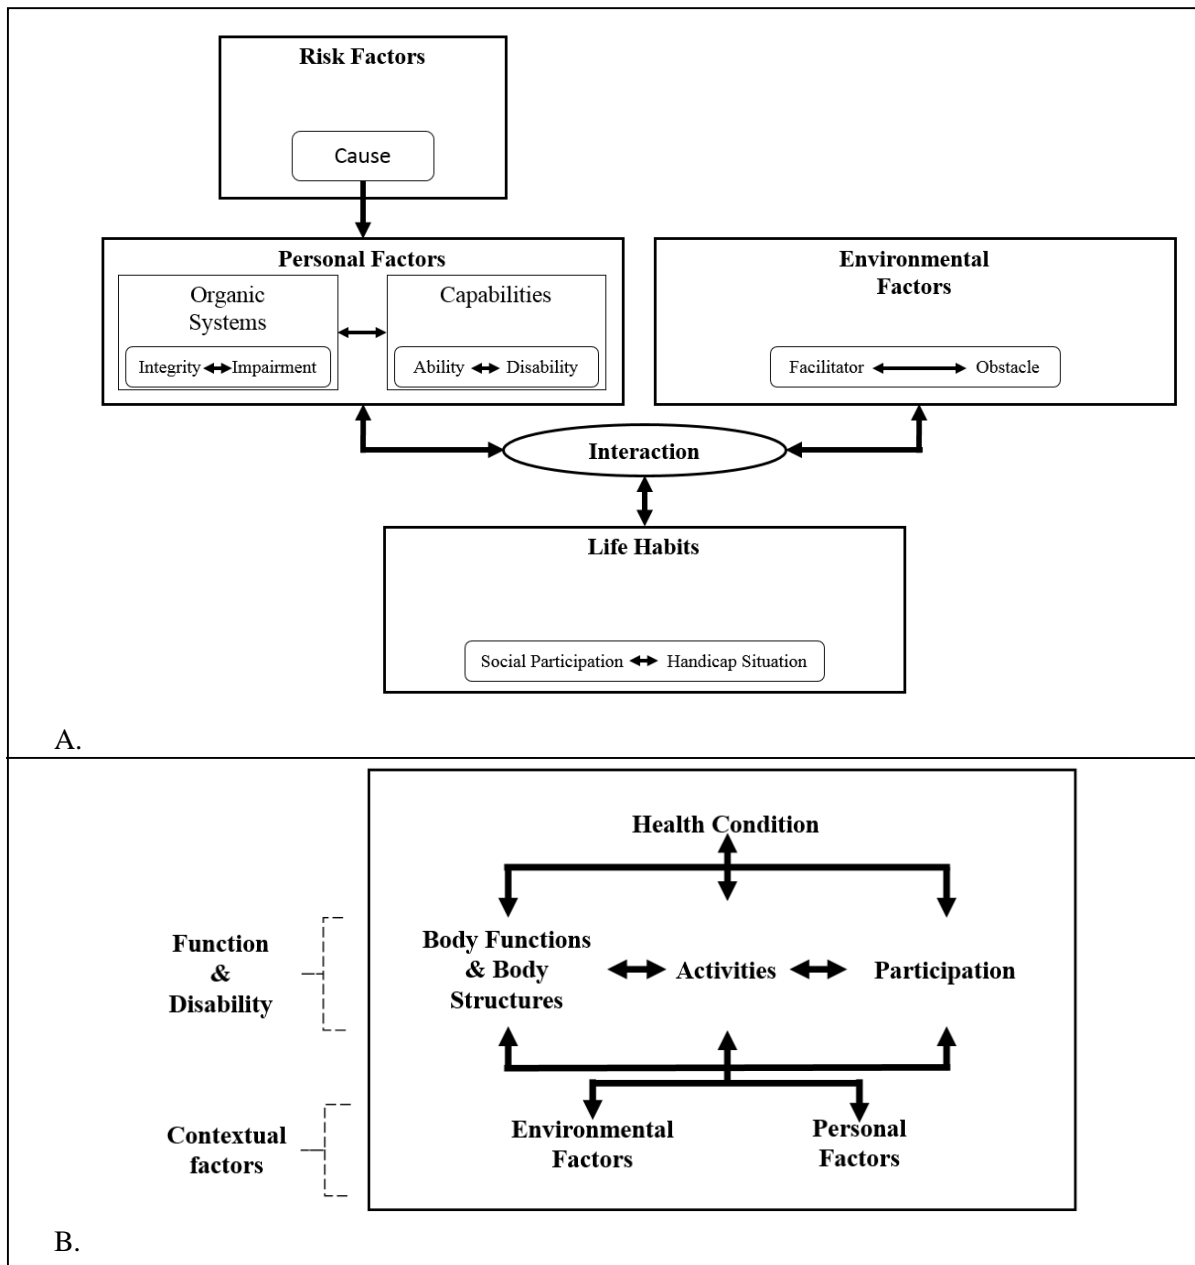 Risk Factors
Cause
Personal Factors
Organic
Systems
Capabilities
Integrity Impairment
Ability Disability
Environmental
Factors
Facilitator Obstacle
Interaction
Life Habits
Social Participation Handicap Situation
A.
Health Condition
Function
&
Disability
Body Functions
& Body
Structures
Activities
Participation
Contextual
factors
Environmental
Factors
Personal
Factors
B.